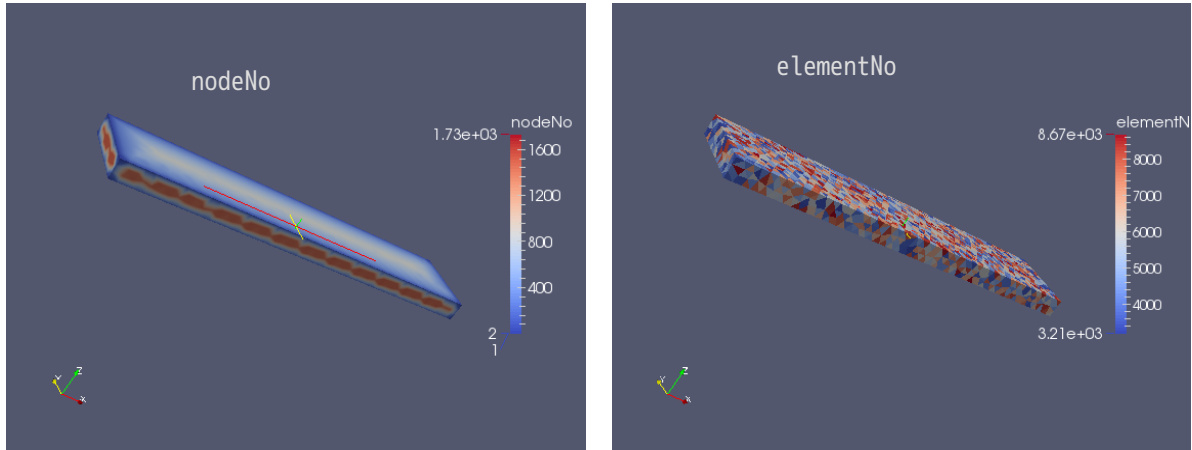 nodeNo
nodeNo
1.73e+03
1600
1200
800
400
2
1
Z
Y
X
elementNo
elementN
8.67e+03
8000
7000
6000
5000
4000
3.21e+03
Z
Y
X